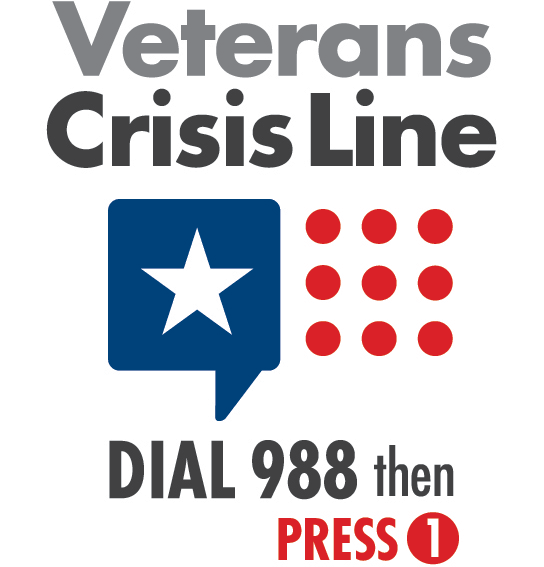 Veterans
Crisis Line
DIAL 988 then
PRESS 1